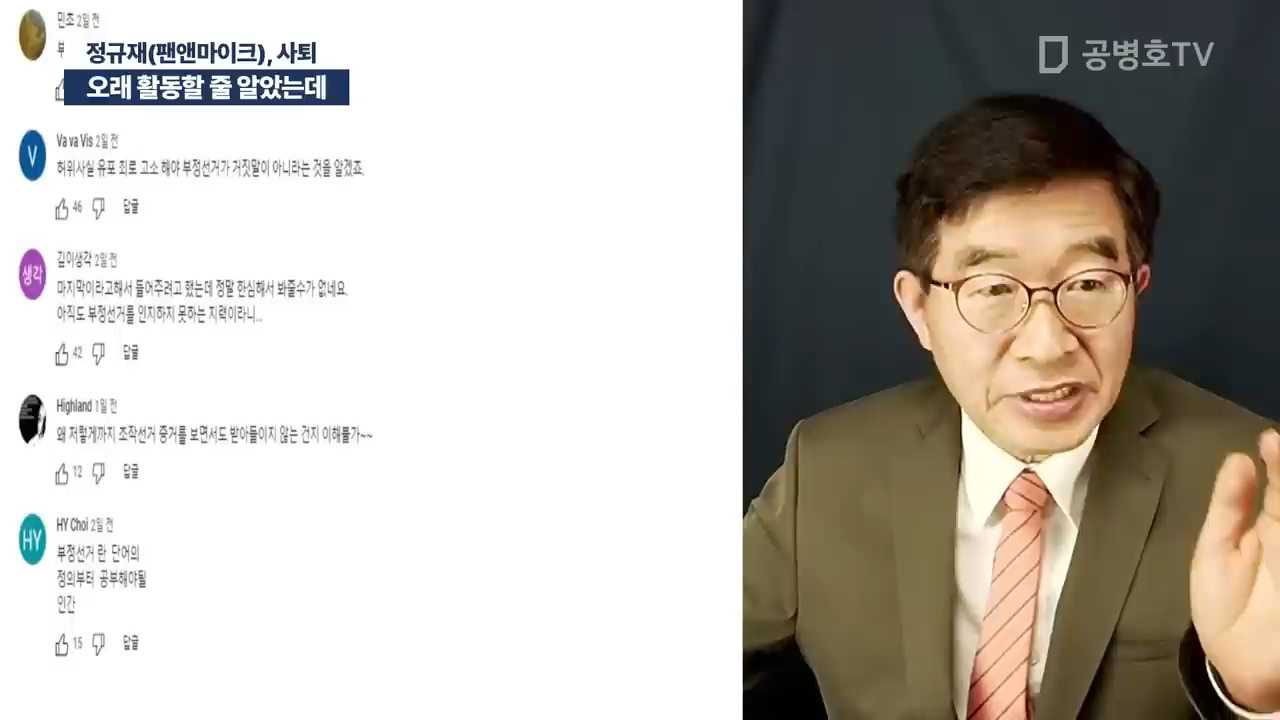 민초 2일 전
부
정규재(팬앤마이크), 사퇴
오래 활동할 줄 알았는데
공병호TV
V
Va va Vis 2일 전
허위사실 유포 죄로 고소 해야 부정선거가 거짓말이 아니라는 것을 알겠죠.
46 답글
생각
깊이생각 2일 전
마지막이라고해서 들어주려고 했는데 정말 한심해서 봐줄수가 없네요.
아직도 부정선거를 인지하지 못하는 지력이라니...
42 답글
Highland 1일 전
왜 저렇게까지 조작선거 증거를 보면서도 받아들이지 않는 건지 이해불가~~
12 답글
HY
HY Choi 2일 전
부정선거 란 단어의
정의부터 공부해야될
인간
15 답글